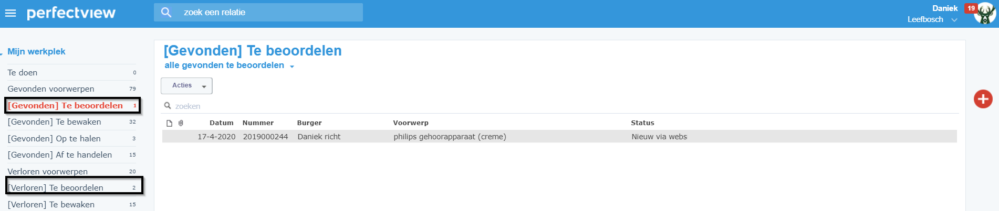 perfectview
zoek een relatie
Daniek 19
Leefbosch
Mijn werkplek
Te doen 0
Gevonden voorwerpen 79
[Gevonden] Te beoordelen 1
[Gevonden] Te bewaken 32
[Gevonden] Op te halen 3
[Gevonden] Af te handelen 15
Verloren voorwerpen 20
[Verloren] Te beoordelen 2
[Verloren] Te bewaken 15
[Gevonden] Te beoordelen
alle gevonden te beoordelen
Acties
zoeken
Datum Nummer Burger Voorwerp Status
17-4-2020 2019000244 Daniek richt philips gehoorapparaat (creme) Nieuw via webs